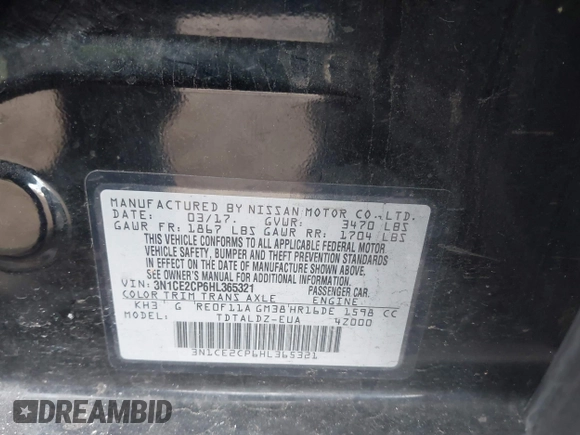 MANUFACTURED BY NISSAN MOTOR CO.,LTD.
DATE: 03/17. GVWR: 3470 LBS
GAWR FR: 1867 LBS GAWR RR: 1704 LBS
THIS VEHICLE CONFORMS TO ALL APPLICABLE FEDERAL MOTOR
VEHICLE SAFETY, BUMPER, AND THEFT PREVENTION STANDARDS
IN EFFECT ON THE DATE OF MANUFACTURE SHOWN ABOVE.
SEE OWNER'S MANUAL FOR ADDITIONAL INFORMATION.
VIN: 3N1CE2CP6HL365321 PASSENGER CAR.
COLOR TRIM TRANS AXLE ENGINE
KH3 G RE0F11A GM38 HR16DE 1598 CC
MODEL: TDTALDZ-EUA 4Z000
3N1CE2CP6HL365321
DREAMBID.com